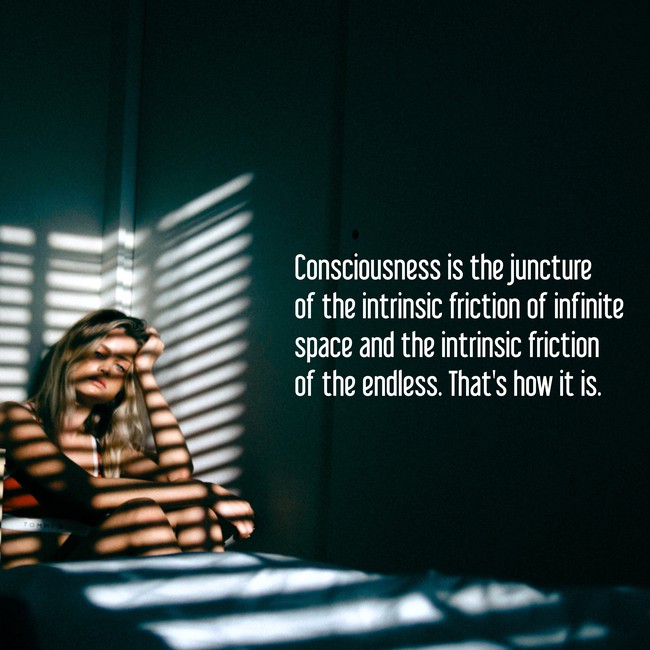 Consciousness is the juncture
of the intrinsic friction of infinite
space and the intrinsic friction
of the endless. That's how it is.